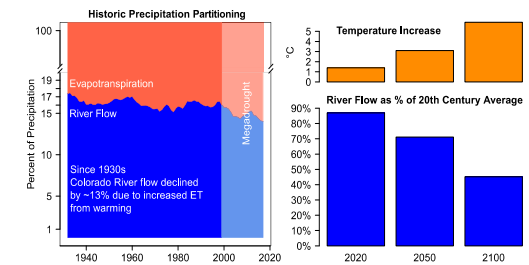 Historic Precipitation Partitioning
Percent of Precipitation
100
19
17
15
10
5
1
Evapotranspiration
River Flow
Megadrought
Since 1930s
Colorado River flow declined
by ~13% due to increased ET
from warming
1940
1960
1980
2000
2020
Temperature Increase
°C
5
4
3
2
1
0
River Flow as % of 20th Century Average
90%
80%
70%
60%
50%
40%
30%
20%
10%
0%
2020
2050
2100